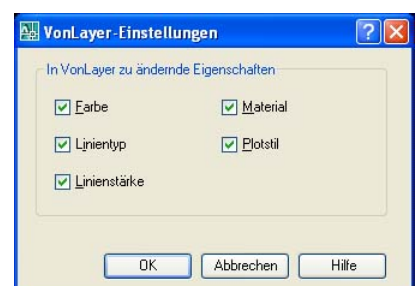 VonLayer-Einstellungen
In VonLayer zu ändernde Eigenschaften
Farbe
Material
Linientyp
Plotstil
Linienstärke
OK
Abbrechen
Hilfe